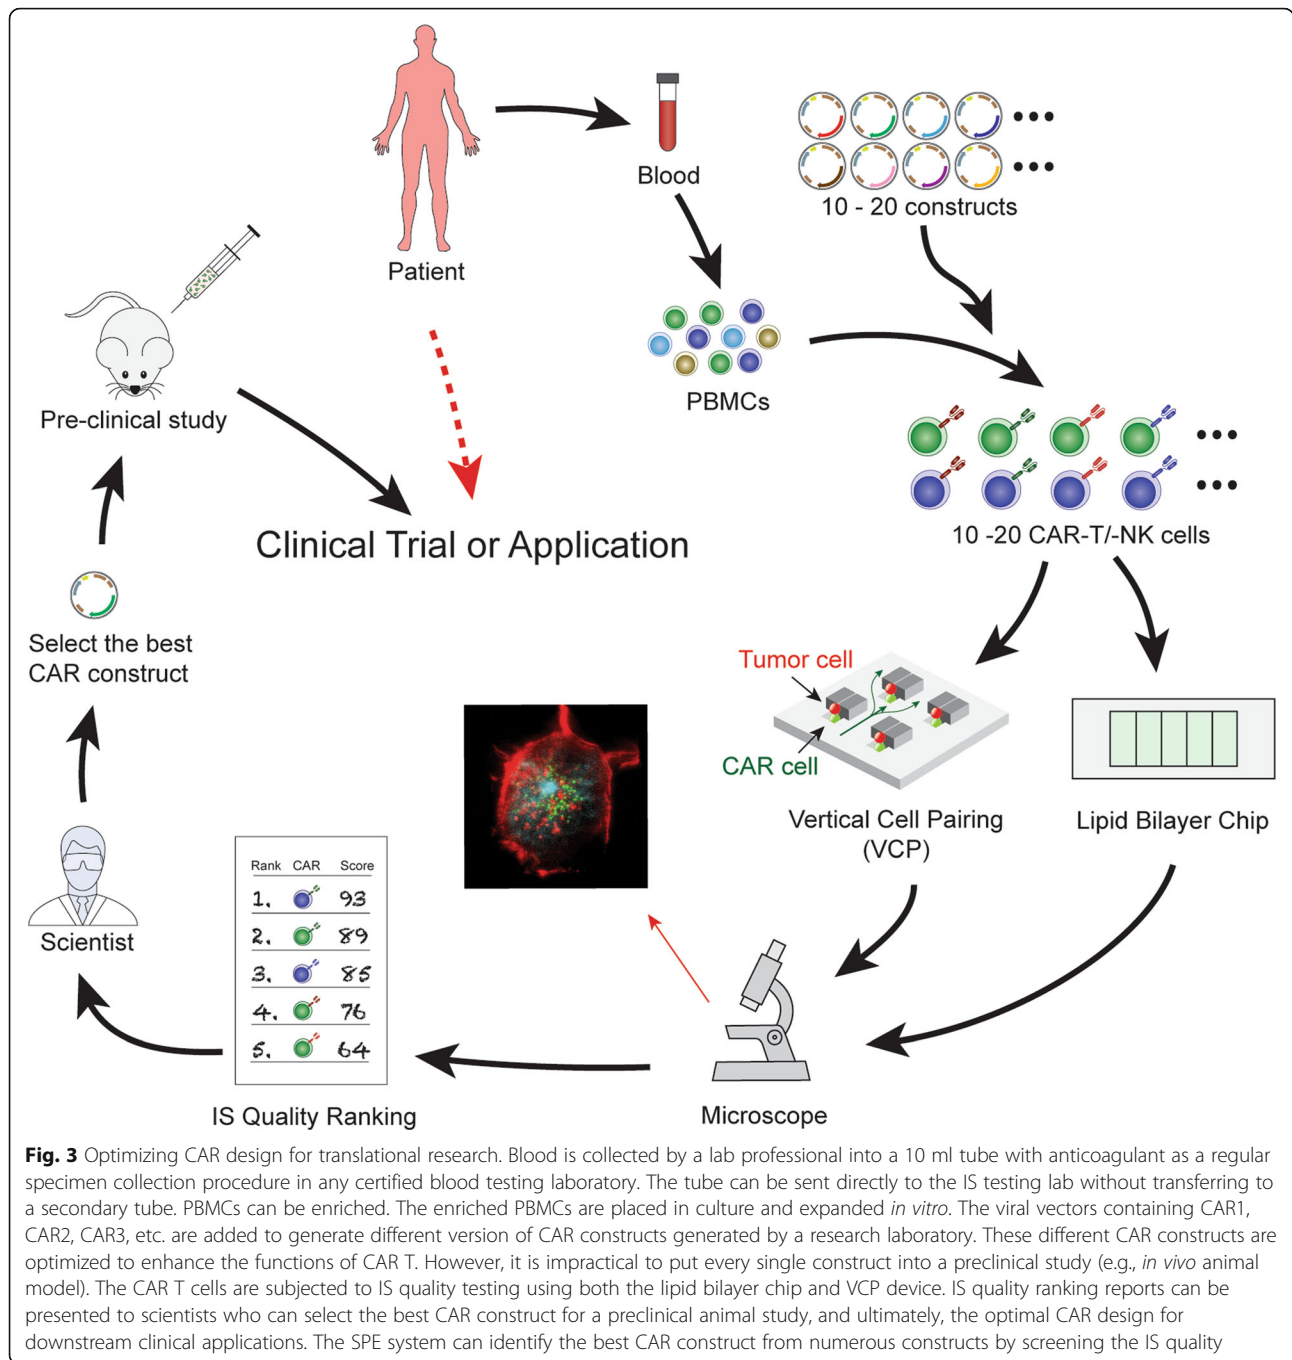 Patient
Blood
10 - 20 constructs
PBMCs
10 -20 CAR-T/-NK cells
Pre-clinical study
Clinical Trial or Application
Select the best
CAR construct
Tumor cell
CAR cell
Vertical Cell Pairing
(VCP)
Lipid Bilayer Chip
Scientist
Rank CAR Score
1. 93
2. 89
3. 85
4. 76
5. 64
IS Quality Ranking
Microscope
Fig. 3 Optimizing CAR design for translational research. Blood is collected by a lab professional into a 10 ml tube with anticoagulant as a regular
specimen collection procedure in any certified blood testing laboratory. The tube can be sent directly to the IS testing lab without transferring to
a secondary tube. PBMCs can be enriched. The enriched PBMCs are placed in culture and expanded in vitro. The viral vectors containing CAR1,
CAR2, CAR3, etc. are added to generate different version of CAR constructs generated by a research laboratory. These different CAR constructs are
optimized to enhance the functions of CAR T. However, it is impractical to put every single construct into a preclinical study (e.g., in vivo animal
model). The CAR T cells are subjected to IS quality testing using both the lipid bilayer chip and VCP device. IS quality ranking reports can be
presented to scientists who can select the best CAR construct for a preclinical animal study, and ultimately, the optimal CAR design for
downstream clinical applications. The SPE system can identify the best CAR construct from numerous constructs by screening the IS quality